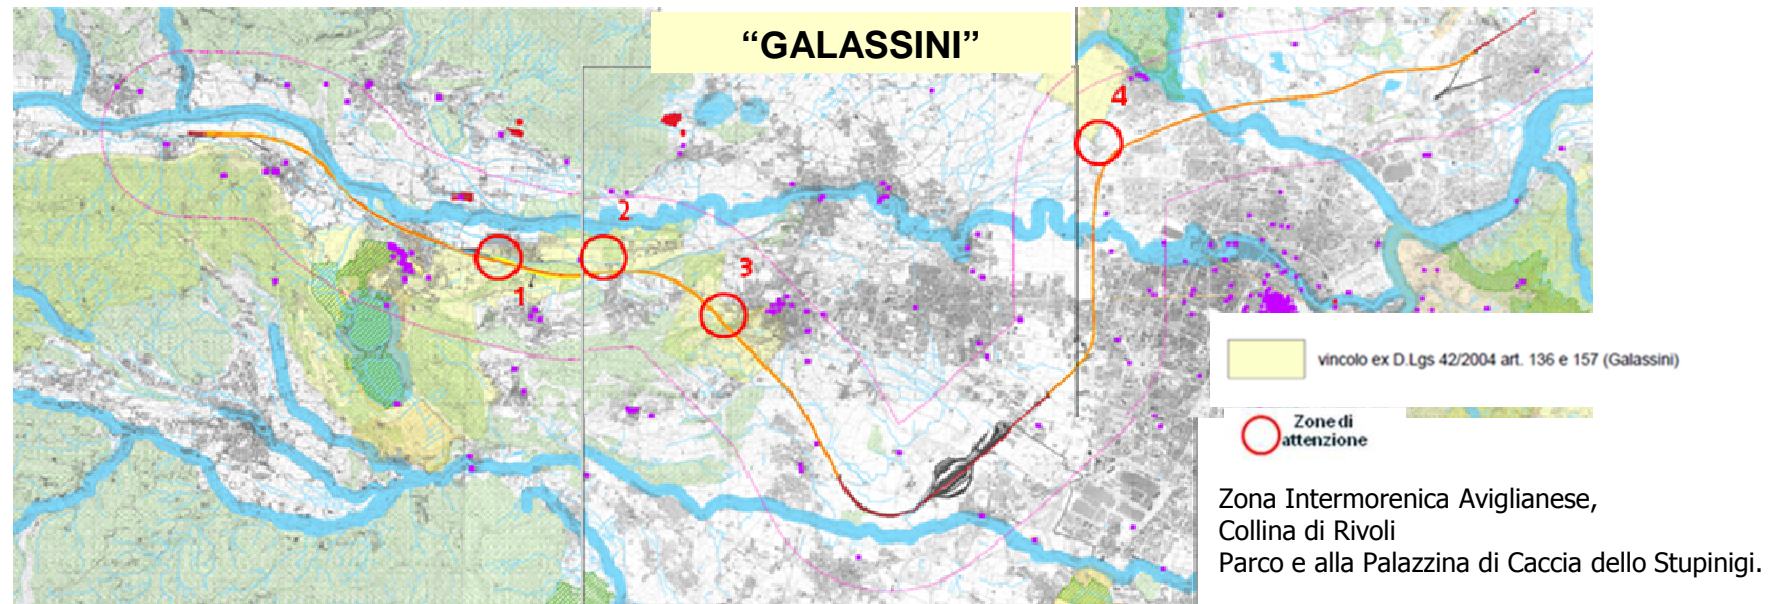 “GALASSINI”
4
2
3
1
vincolo ex D.Lgs 42/2004 art. 136 e 157 (Galassini)
Zone di
attenzione
Zona Intermorenica Aviglianese,
Collina di Rivoli
Parco e alla Palazzina di Caccia dello Stupinigi.